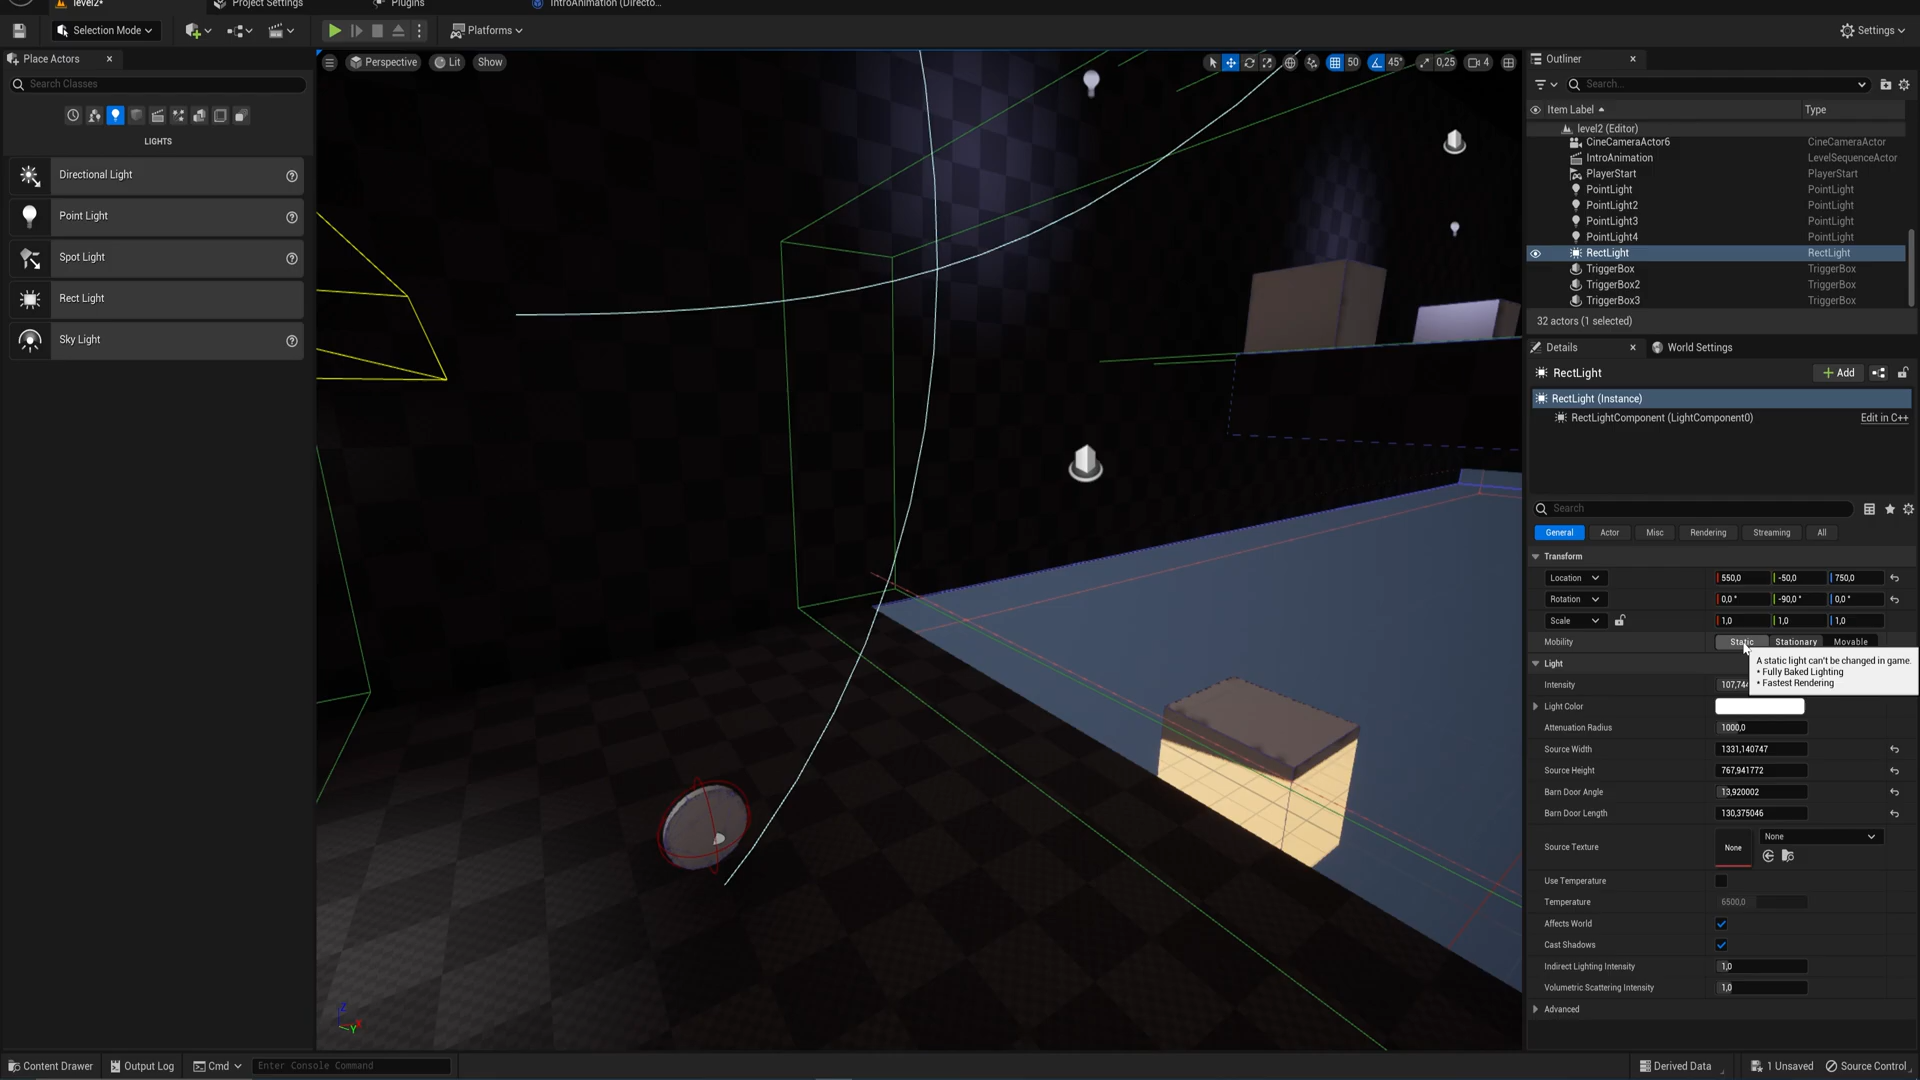 level2*
Project Settings
Plugins
IntroAnimation (Directo...
Selection Mode
Platforms
Settings
Place Actors
Search Classes
LIGHTS
Directional Light
Point Light
Spot Light
Rect Light
Sky Light
Perspective
Lit
Show
50
45°
0,25
4
Outliner
Search...
Item Label
Type
level2 (Editor)
CineCameraActor6 CineCameraActor
IntroAnimation LevelSequenceActor
PlayerStart PlayerStart
PointLight PointLight
PointLight2 PointLight
PointLight3 PointLight
PointLight4 PointLight
RectLight RectLight
TriggerBox TriggerBox
TriggerBox2 TriggerBox
TriggerBox3 TriggerBox
32 actors (1 selected)
Details
World Settings
RectLight
Add
RectLight (Instance)
RectLightComponent (LightComponent0) Edit in C++
Search
General Actor Misc Rendering Streaming All
Transform
Location 550,0 -50,0 750,0
Rotation 0,0 ° -90,0 ° 0,0 °
Scale 1,0 1,0 1,0
Mobility Static Stationary Movable
A static light can't be changed in game.
• Fully Baked Lighting
• Fastest Rendering
Light
Intensity 107,744
Light Color
Attenuation Radius 1000,0
Source Width 1331,140747
Source Height 767,941772
Barn Door Angle 13,920002
Barn Door Length 130,375046
Source Texture None None
Use Temperature
Temperature 6500,0
Affects World
Cast Shadows
Indirect Lighting Intensity 1,0
Volumetric Scattering Intensity 1,0
Advanced
Z
X
Y
Content Drawer
Output Log
Cmd
Enter Console Command
Derived Data
1 Unsaved
Source Control